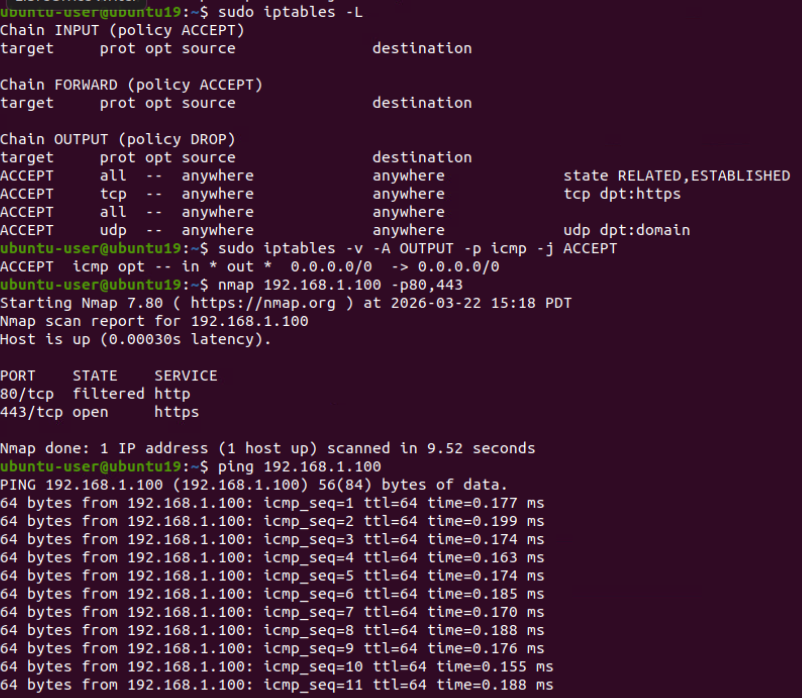 ubuntu-user@ubuntu19:~$ sudo iptables -L
Chain INPUT (policy ACCEPT)
target     prot opt source               destination

Chain FORWARD (policy ACCEPT)
target     prot opt source               destination

Chain OUTPUT (policy DROP)
target     prot opt source               destination
ACCEPT     all  --  anywhere             anywhere             state RELATED,ESTABLISHED
ACCEPT     tcp  --  anywhere             anywhere             tcp dpt:https
ACCEPT     all  --  anywhere             anywhere
ACCEPT     udp  --  anywhere             anywhere             udp dpt:domain
ubuntu-user@ubuntu19:~$ sudo iptables -v -A OUTPUT -p icmp -j ACCEPT
ACCEPT  icmp opt -- in * out *  0.0.0.0/0  -> 0.0.0.0/0
ubuntu-user@ubuntu19:~$ nmap 192.168.1.100 -p80,443
Starting Nmap 7.80 ( https://nmap.org ) at 2026-03-22 15:18 PDT
Nmap scan report for 192.168.1.100
Host is up (0.00030s latency).

PORT    STATE    SERVICE
80/tcp  filtered http
443/tcp open     https

Nmap done: 1 IP address (1 host up) scanned in 9.52 seconds
ubuntu-user@ubuntu19:~$ ping 192.168.1.100
PING 192.168.1.100 (192.168.1.100) 56(84) bytes of data.
64 bytes from 192.168.1.100: icmp_seq=1 ttl=64 time=0.177 ms
64 bytes from 192.168.1.100: icmp_seq=2 ttl=64 time=0.199 ms
64 bytes from 192.168.1.100: icmp_seq=3 ttl=64 time=0.174 ms
64 bytes from 192.168.1.100: icmp_seq=4 ttl=64 time=0.163 ms
64 bytes from 192.168.1.100: icmp_seq=5 ttl=64 time=0.174 ms
64 bytes from 192.168.1.100: icmp_seq=6 ttl=64 time=0.185 ms
64 bytes from 192.168.1.100: icmp_seq=7 ttl=64 time=0.170 ms
64 bytes from 192.168.1.100: icmp_seq=8 ttl=64 time=0.188 ms
64 bytes from 192.168.1.100: icmp_seq=9 ttl=64 time=0.176 ms
64 bytes from 192.168.1.100: icmp_seq=10 ttl=64 time=0.155 ms
64 bytes from 192.168.1.100: icmp_seq=11 ttl=64 time=0.188 ms